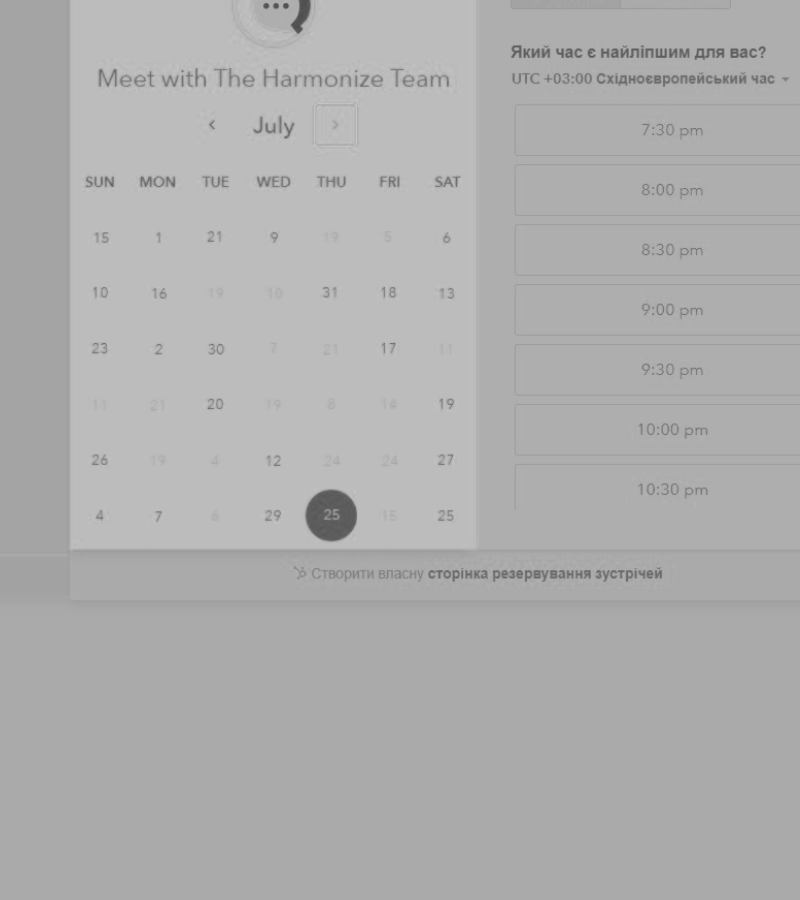 Meet with The Harmonize Team
July
SUN MON TUE WED THU FRI SAT
15 1 21 9 19 5 6
10 16 19 10 31 18 13
23 2 30 7 21 17 11
11 21 20 19 8 14 19
26 19 4 12 24 24 27
4 7 6 29 25 15 25
Який час є найліпшим для вас?
UTC +03:00 Східноєвропейський час
7:30 pm
8:00 pm
8:30 pm
9:00 pm
9:30 pm
10:00 pm
10:30 pm
Створити власну сторінка резервування зустрічей